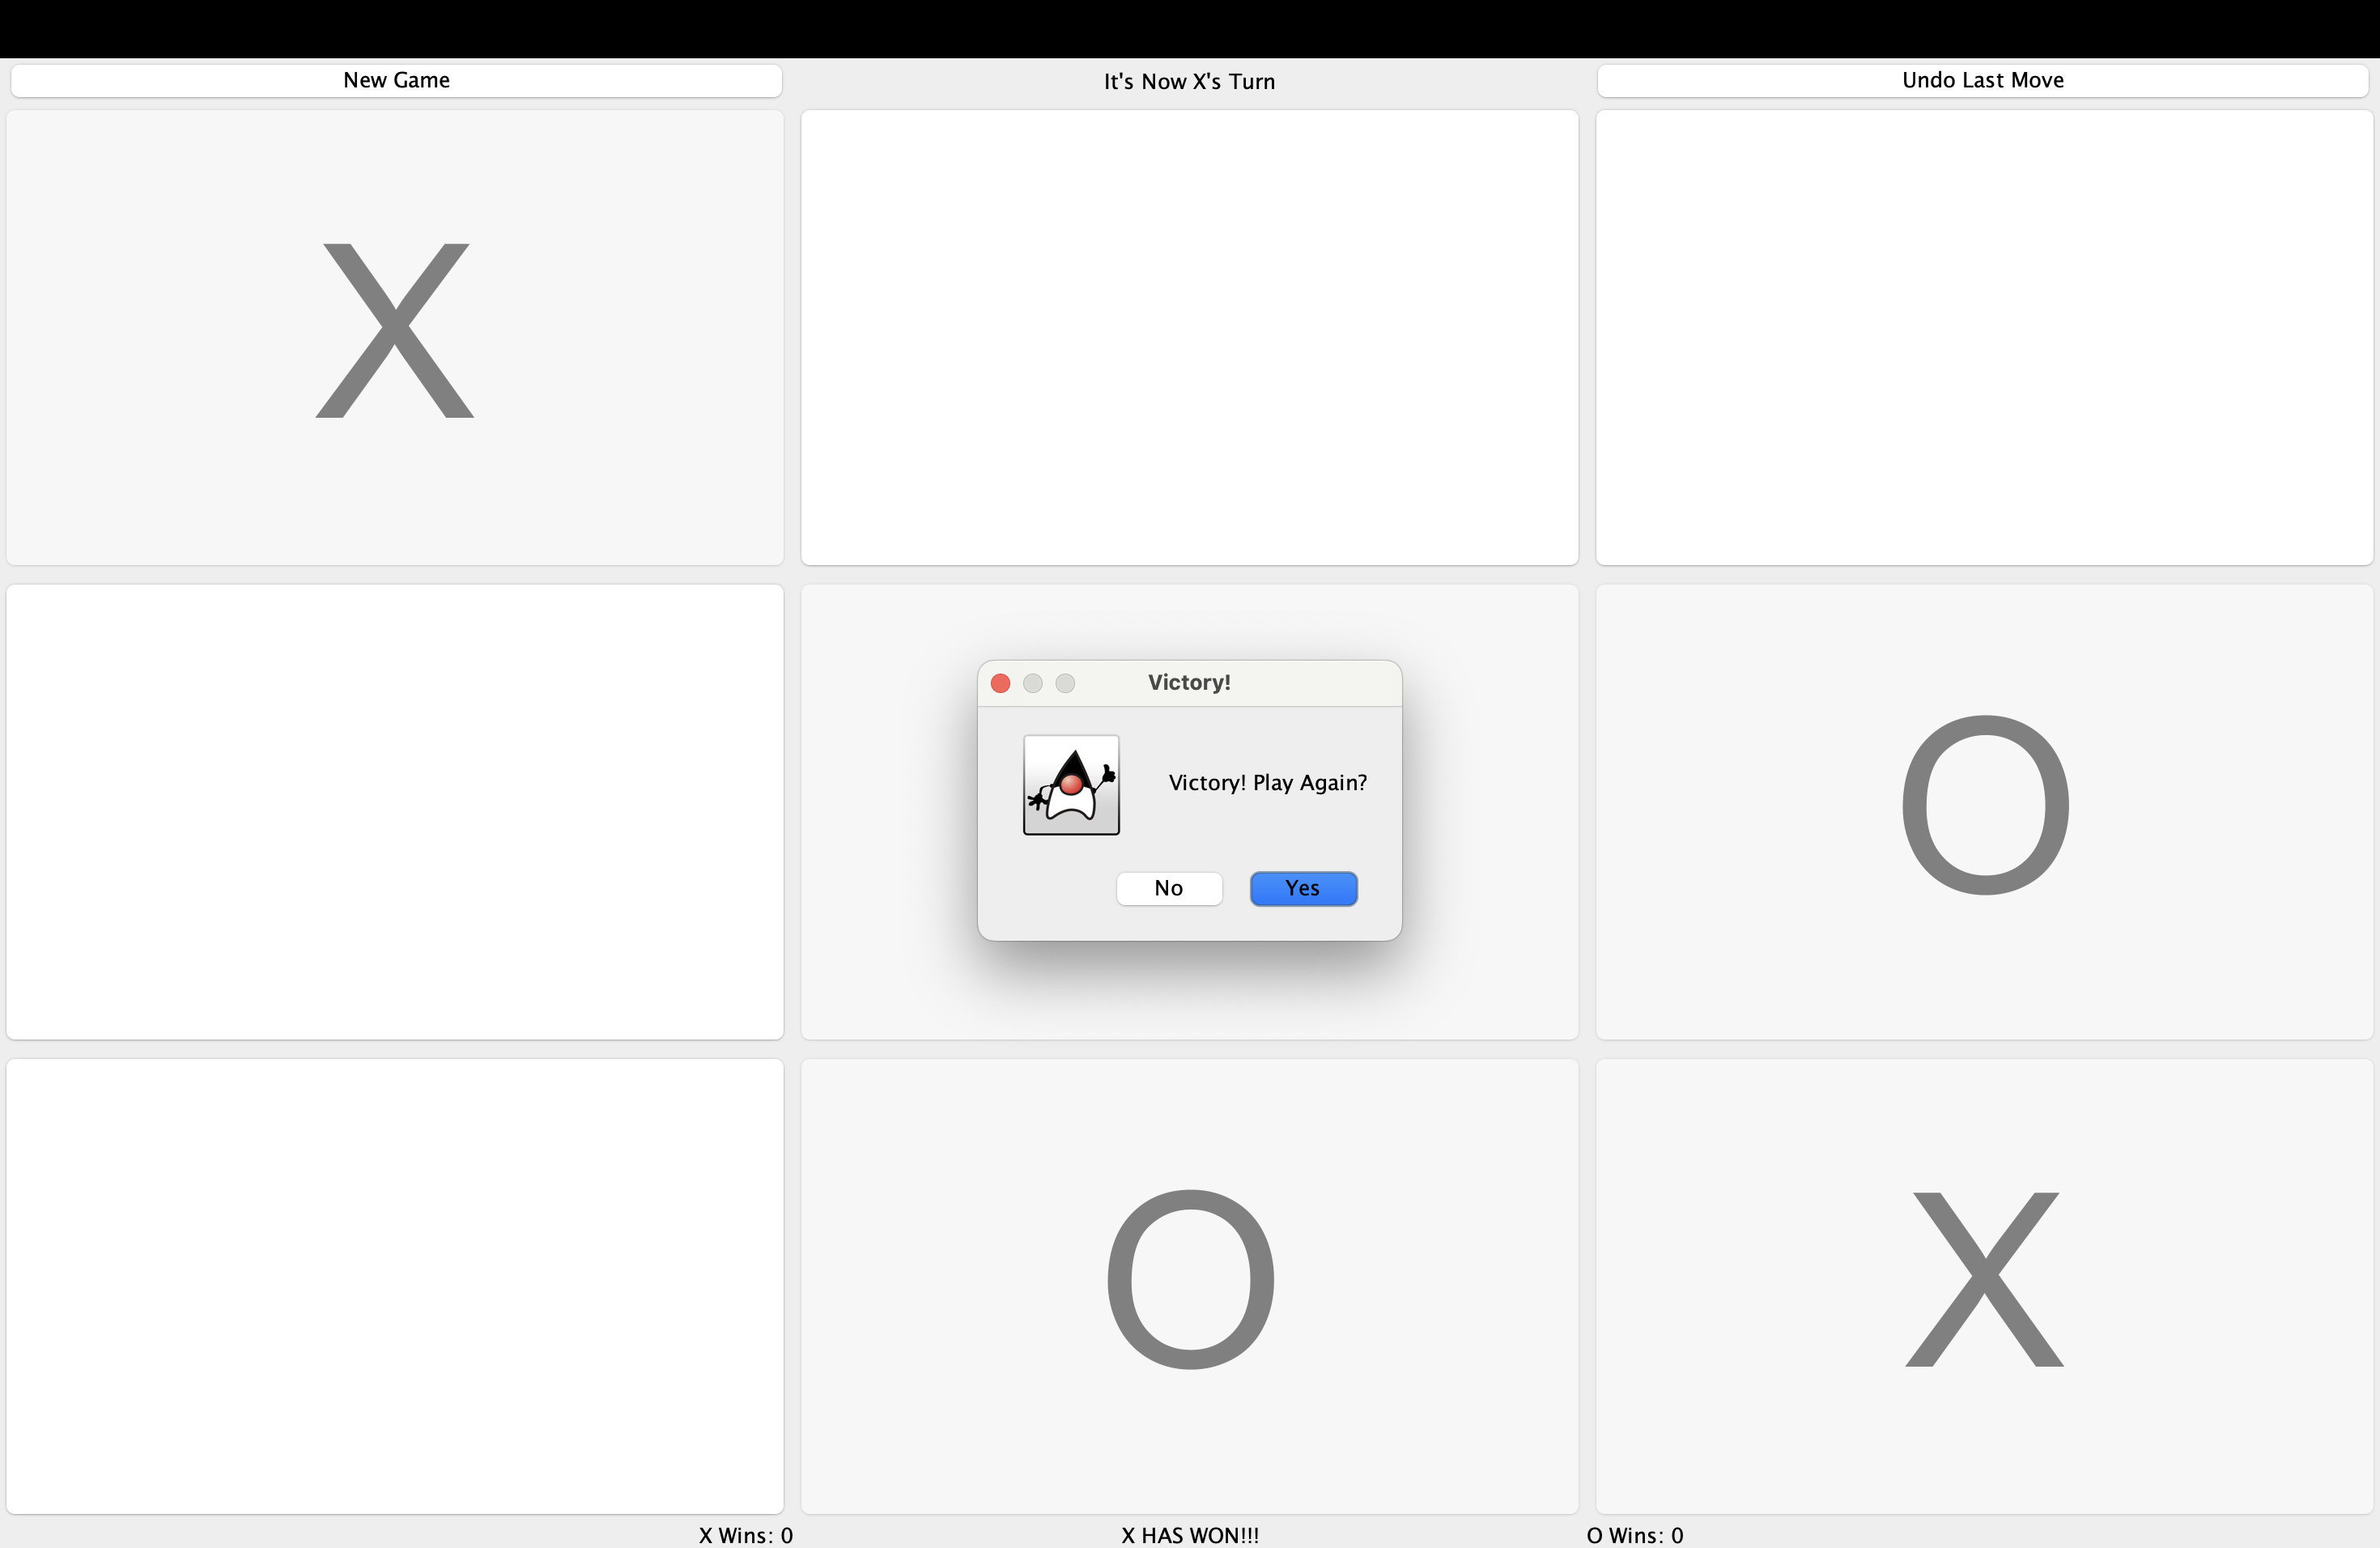 New Game
It's Now X's Turn
Undo Last Move
X
Victory!
Victory! Play Again?
No
Yes
O
O
X
X Wins: 0
X HAS WON!!!
O Wins: 0